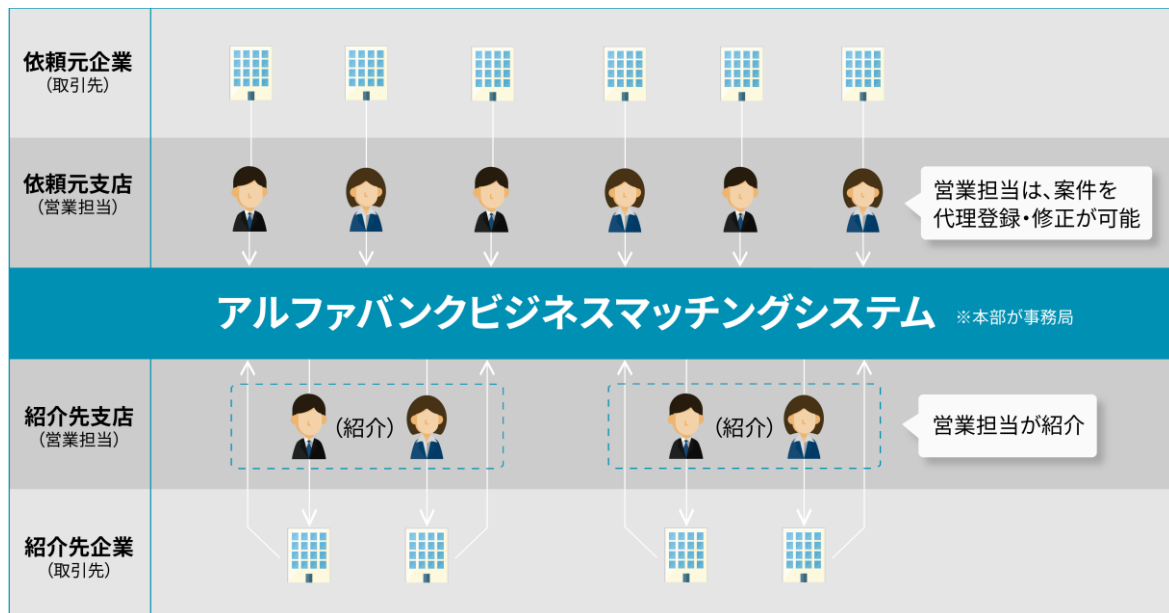 依頼元企業
(取引先)
依頼元支店
(営業担当)
営業担当は、案件を
代理登録・修正が可能
アルファバンクビジネスマッチングシステム ※本部が事務局
紹介先支店
(営業担当)
(紹介)
(紹介)
営業担当が紹介
紹介先企業
(取引先)